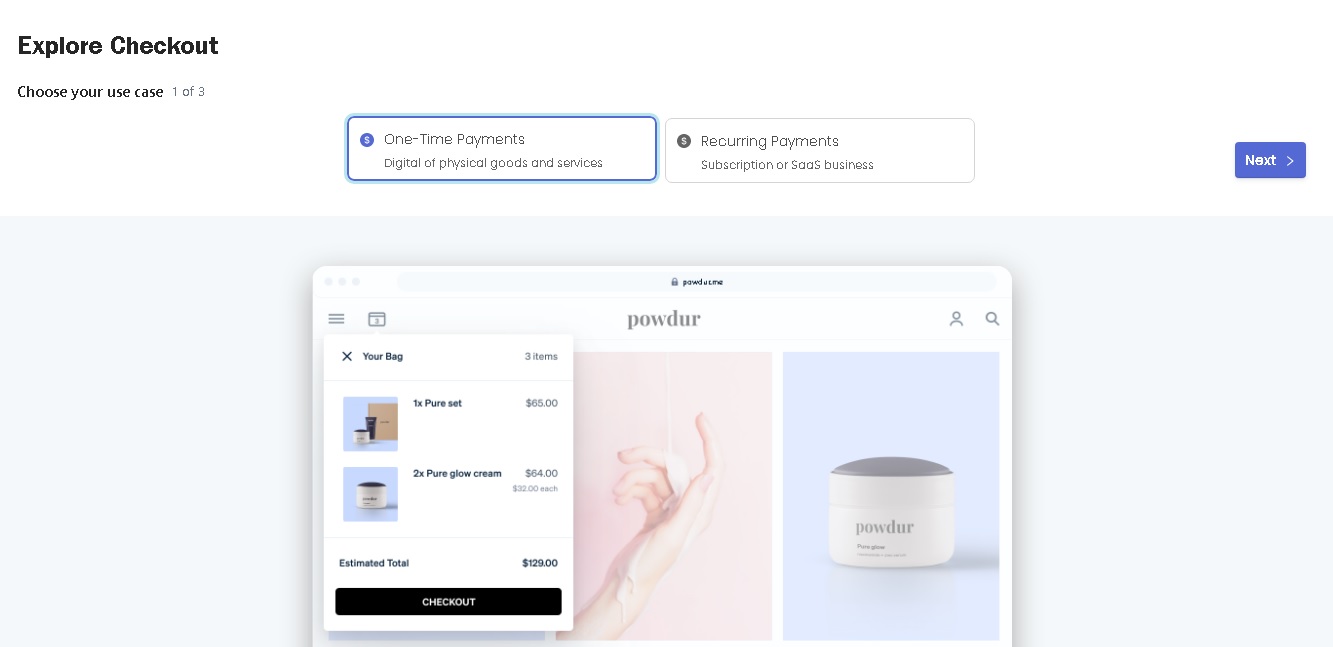 Explore Checkout
Choose your use case 1 of 3
One-Time Payments
Digital of physical goods and services
Recurring Payments
Subscription or SaaS business
Next
powdur.me
3
powdur
Your Bag 3 items
1x Pure set $65.00
2x Pure glow cream $64.00
$32.00 each
Estimated Total $129.00
CHECKOUT
powdur
powdur
Pure glow